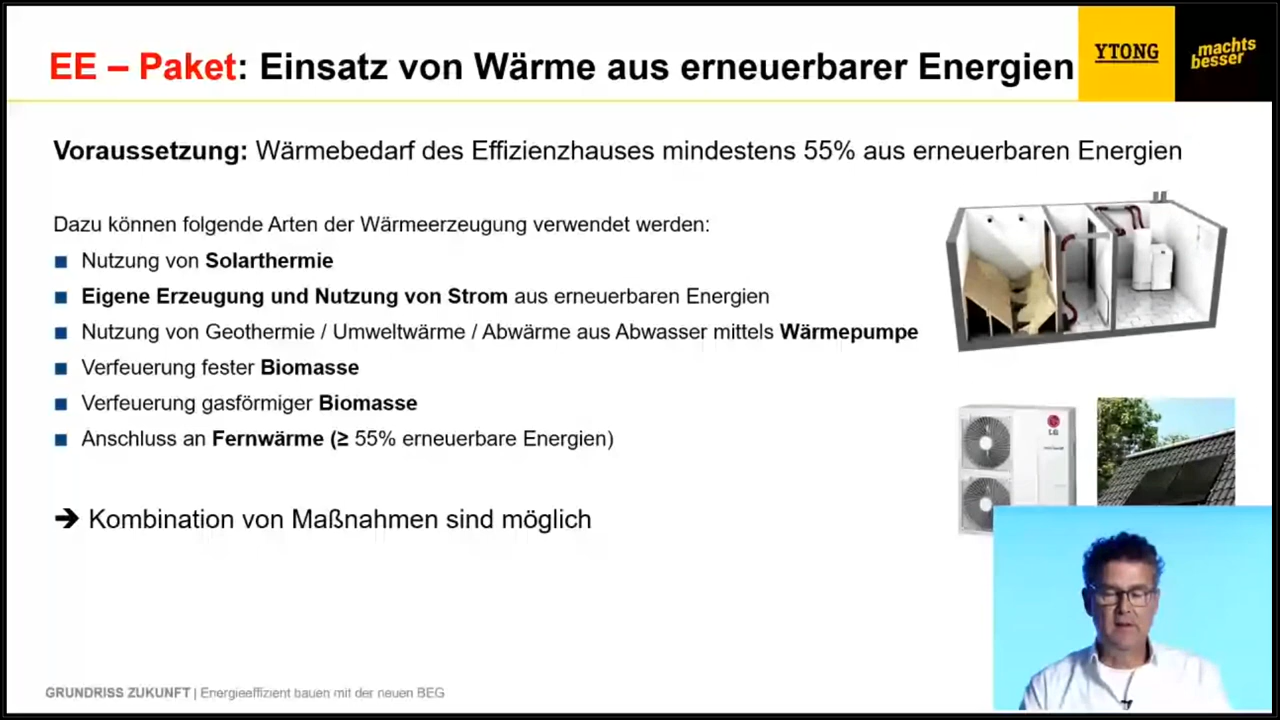 EE – Paket: Einsatz von Wärme aus erneuerbarer Energien
YTONG
machts
besser
Voraussetzung: Wärmebedarf des Effizienzhauses mindestens 55% aus erneuerbaren Energien
Dazu können folgende Arten der Wärmeerzeugung verwendet werden:
■ Nutzung von Solarthermie
■ Eigene Erzeugung und Nutzung von Strom aus erneuerbaren Energien
■ Nutzung von Geothermie / Umweltwärme / Abwärme aus Abwasser mittels Wärmepumpe
■ Verfeuerung fester Biomasse
■ Verfeuerung gasförmiger Biomasse
■ Anschluss an Fernwärme (≥ 55% erneuerbare Energien)
LG
➔ Kombination von Maßnahmen sind möglich
GRUNDRISS ZUKUNFT | Energieeffizient bauen mit der neuen BEG